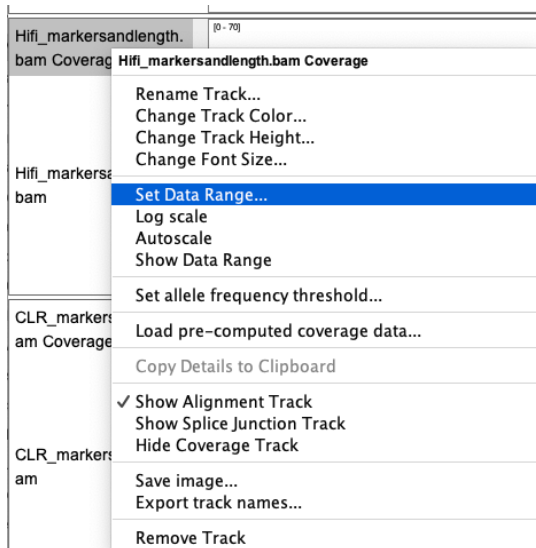 [0 - 70]
Hifi_markersandlength.
bam Coverag
Hifi_markersandlength.bam Coverage
Rename Track...
Change Track Color...
Change Track Height...
Change Font Size...
Hifi_markersa
bam
Set Data Range...
Log scale
Autoscale
Show Data Range
Set allele frequency threshold...
CLR_markers
am Coverage
Load pre-computed coverage data...
Copy Details to Clipboard
✓ Show Alignment Track
Show Splice Junction Track
Hide Coverage Track
CLR_markers
am
Save image...
Export track names...
Remove Track